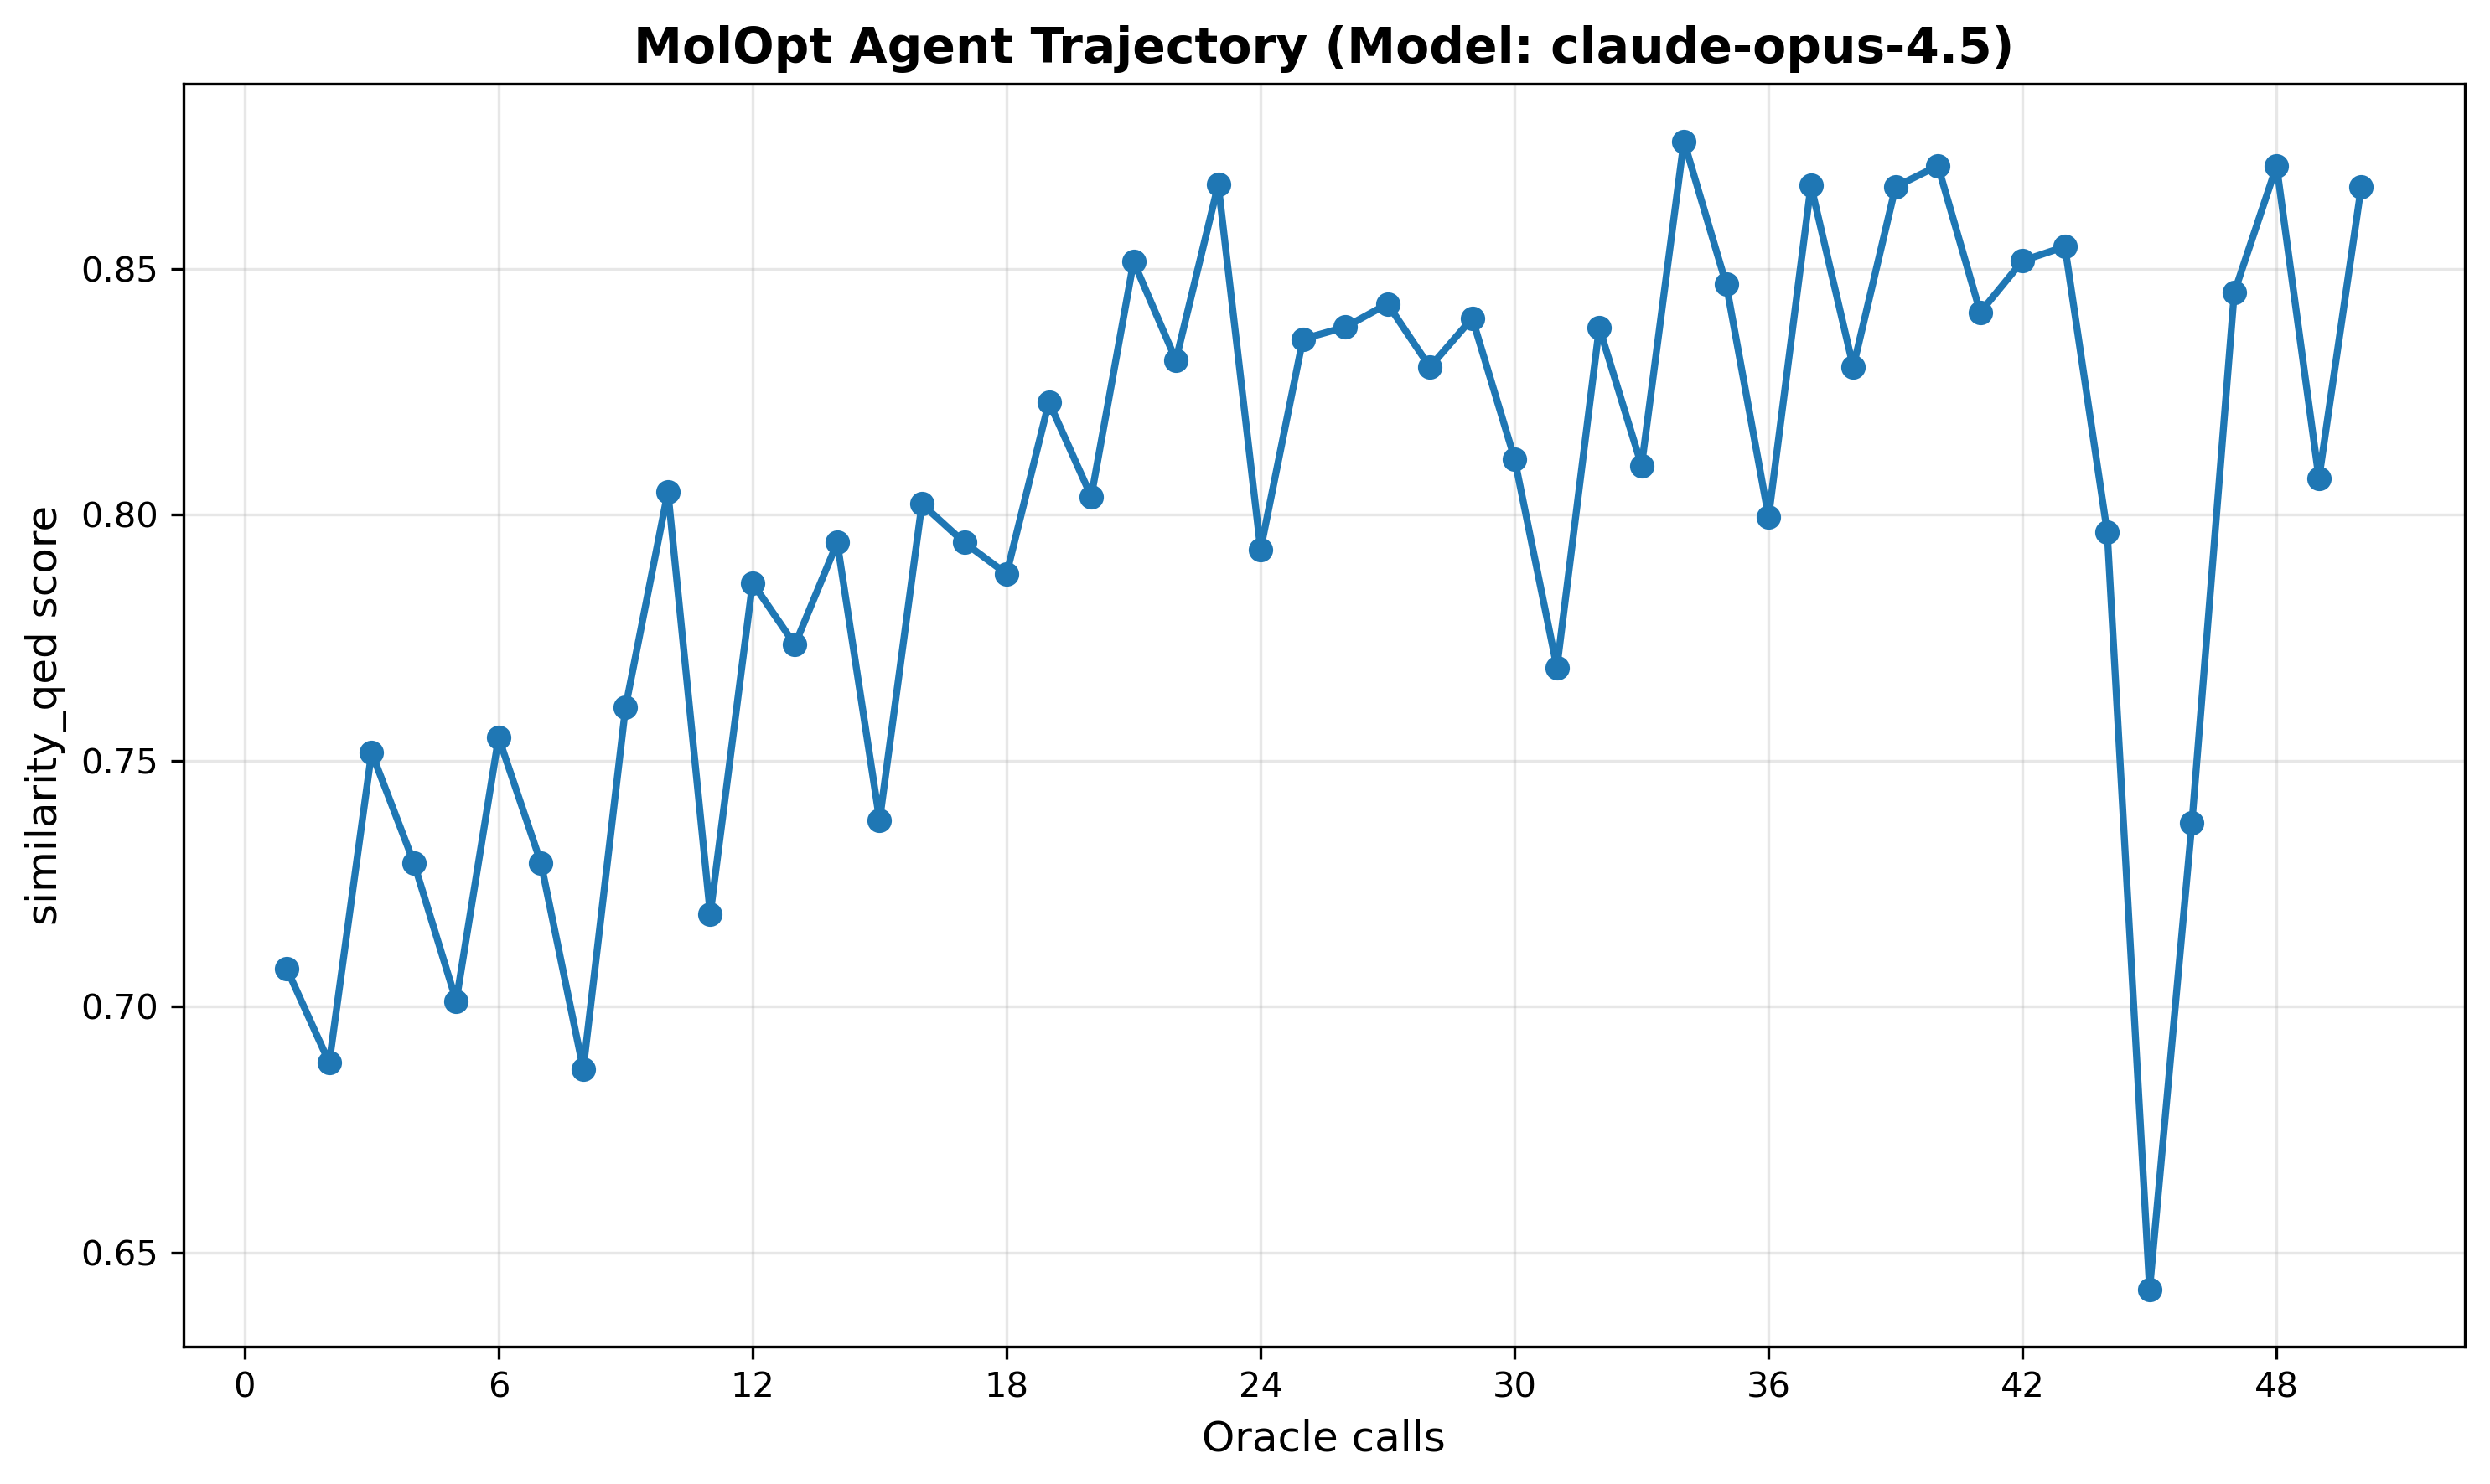 MolOpt Agent Trajectory (Model: claude-opus-4.5)
similarity_qed score
0.85
0.80
0.75
0.70
0.65
0 6 12 18 24 30 36 42 48
Oracle calls